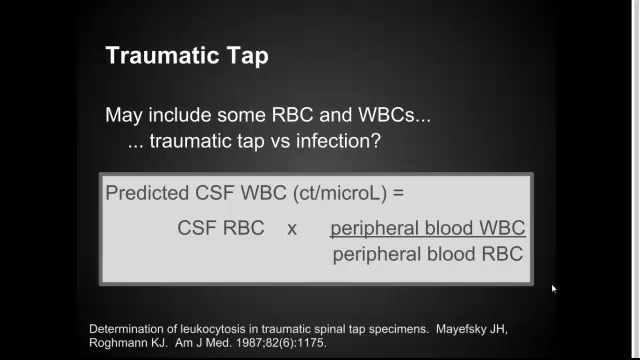 Traumatic Tap
May include some RBC and WBCs...
... traumatic tap vs infection?
Predicted CSF WBC (ct/microL) =
CSF RBC x peripheral blood WBC
peripheral blood RBC
Determination of leukocytosis in traumatic spinal tap specimens. Mayefsky JH,
Roghmann KJ. Am J Med. 1987;82(6):1175.